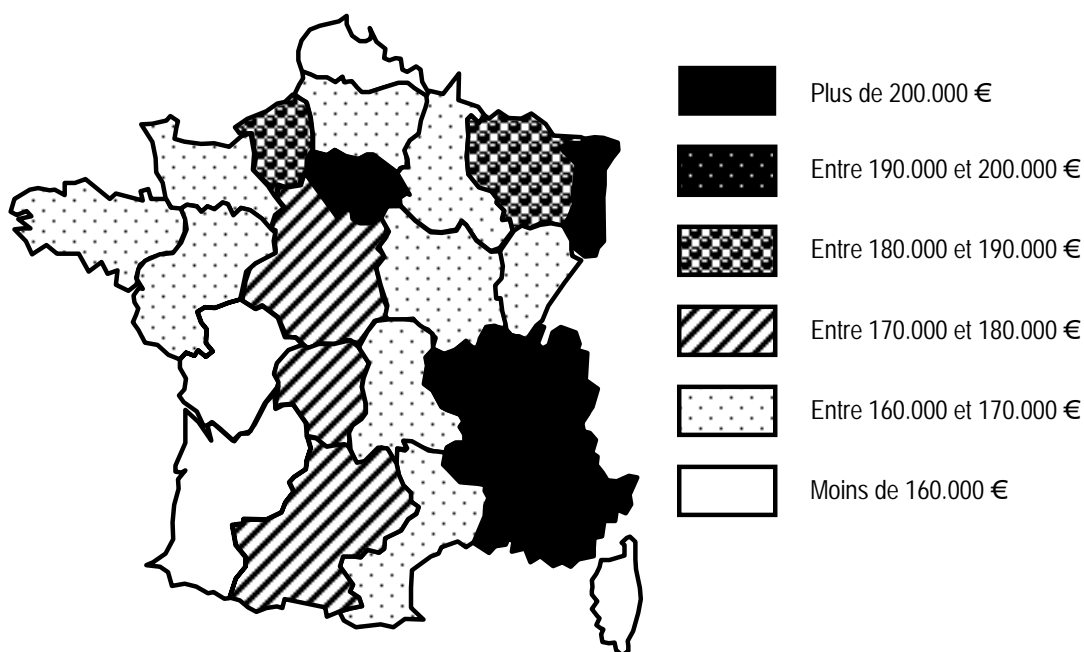 Plus de 200.000 €
Entre 190.000 et 200.000 €
Entre 180.000 et 190.000 €
Entre 170.000 et 180.000 €
Entre 160.000 et 170.000 €
Moins de 160.000 €